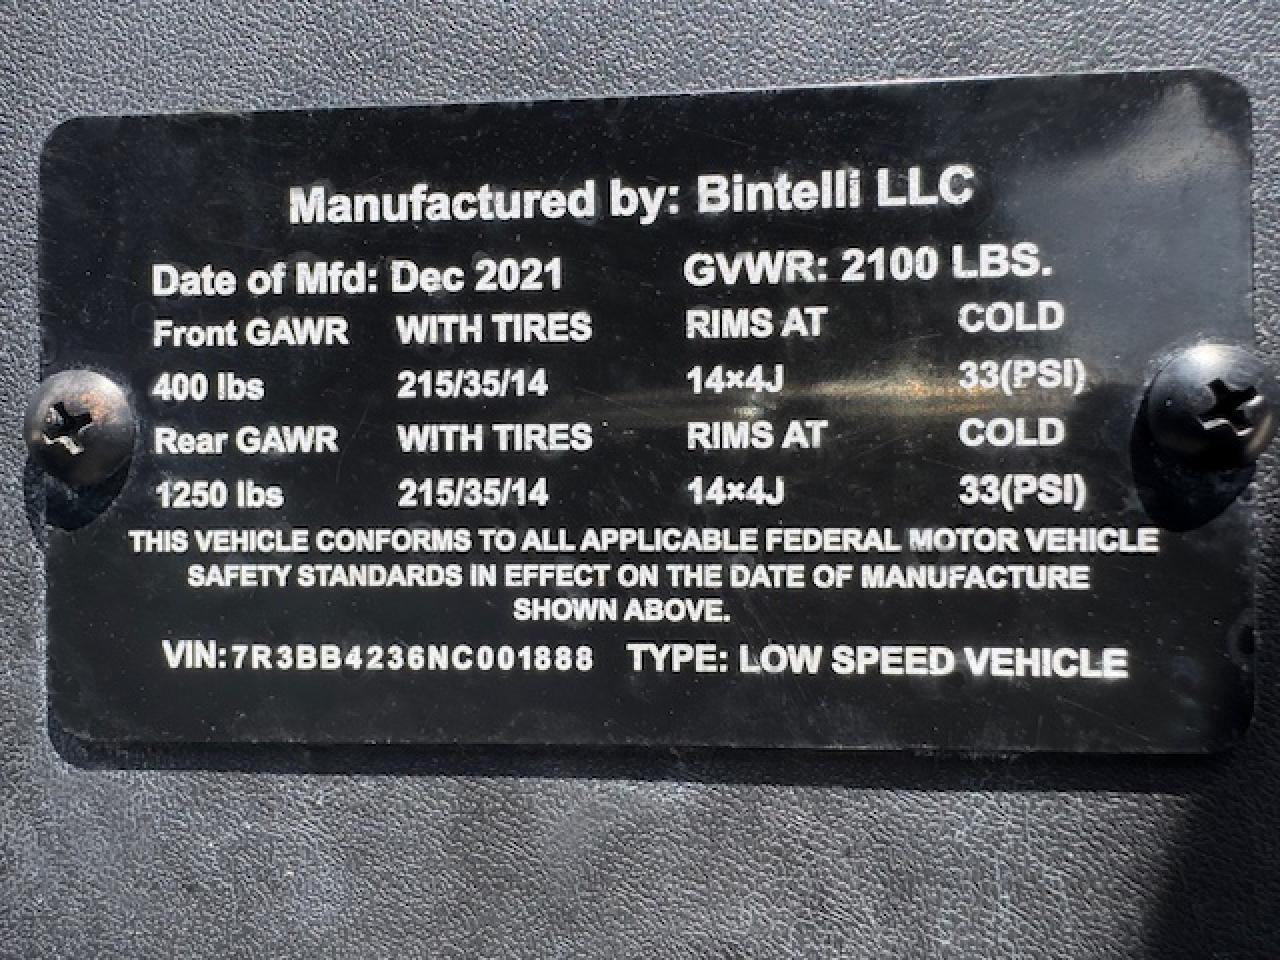 Manufactured by: Bintelli LLC
Date of Mfd: Dec 2021 GVWR: 2100 LBS.
Front GAWR WITH TIRES RIMS AT COLD
400 lbs 215/35/14 14×4J 33(PSI)
Rear GAWR WITH TIRES RIMS AT COLD
1250 lbs 215/35/14 14×4J 33(PSI)
THIS VEHICLE CONFORMS TO ALL APPLICABLE FEDERAL MOTOR VEHICLE
SAFETY STANDARDS IN EFFECT ON THE DATE OF MANUFACTURE
SHOWN ABOVE.
VIN:7R3BB4236NC001888 TYPE: LOW SPEED VEHICLE